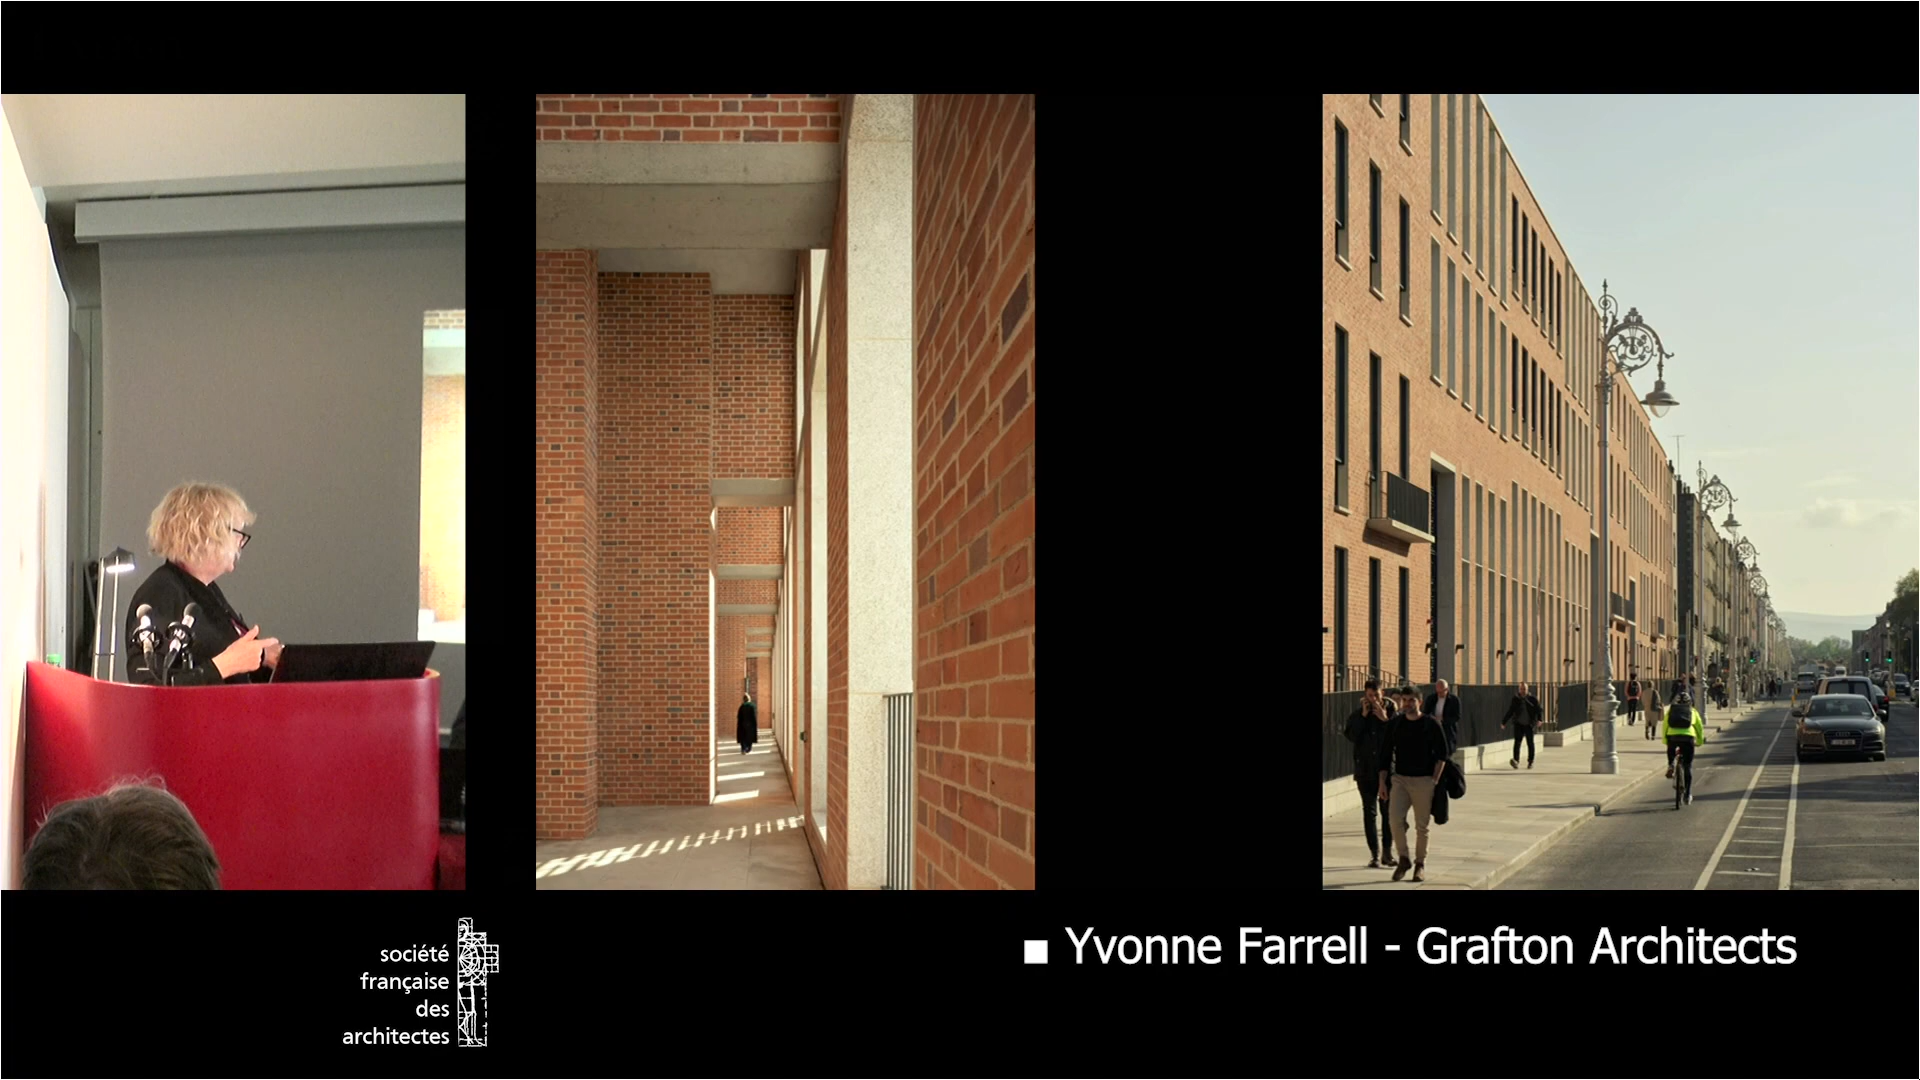 société
française
des
architectes
■ Yvonne Farrell - Grafton Architects